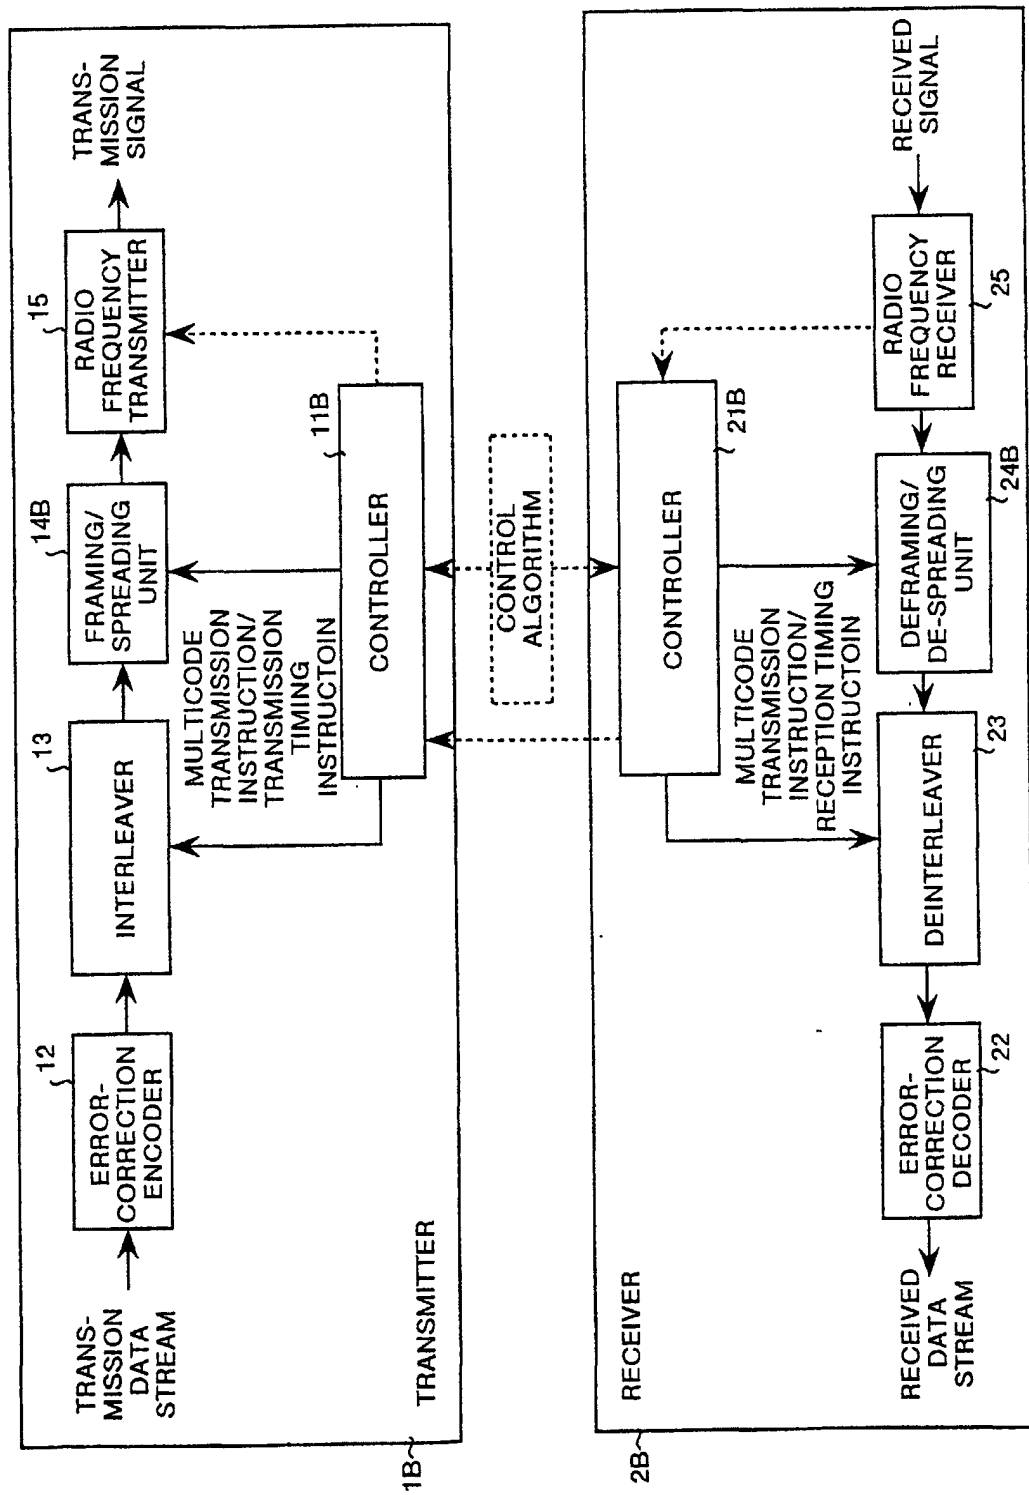 TRANS-
MISSION
DATA
STREAM
12
ERROR-
CORRECTION
ENCODER
13
INTERLEAVER
14B
FRAMING/
SPREADING
UNIT
15
RADIO
FREQUENCY
TRANSMITTER
TRANS-
MISSION
SIGNAL
MULTICODE
TRANSMISSION
INSTRUCTION/
TRANSMISSION
TIMING
INSTRUCTOIN
11B
CONTROLLER
TRANSMITTER
1B
CONTROL
ALGORITHM
2B
RECEIVER
21B
CONTROLLER
MULTICODE
TRANSMISSION
INSTRUCTION/
RECEPTION TIMING
INSTRUCTOIN
RECEIVED
DATA
STREAM
ERROR-
CORRECTION
DECODER
22
DEINTERLEAVER
23
DEFRAMING/
DE-SPREADING
UNIT
24B
RADIO
FREQUENCY
RECEIVER
25
RECEIVED
SIGNAL